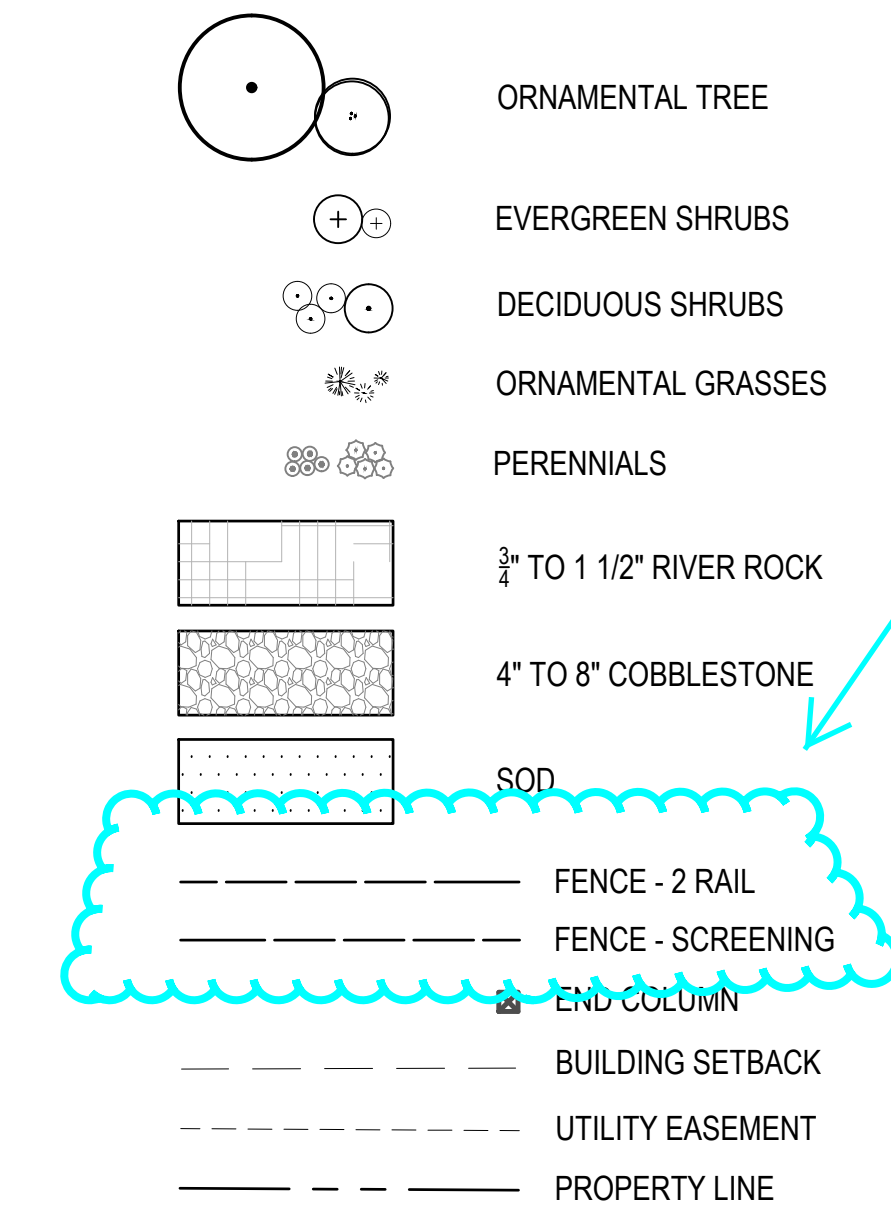 ORNAMENTAL TREE
EVERGREEN SHRUBS
DECIDUOUS SHRUBS
ORNAMENTAL GRASSES
PERENNIALS
3/4" TO 1 1/2" RIVER ROCK
4" TO 8" COBBLESTONE
SOD
FENCE - 2 RAIL
FENCE - SCREENING
END COLUMN
BUILDING SETBACK
UTILITY EASEMENT
PROPERTY LINE